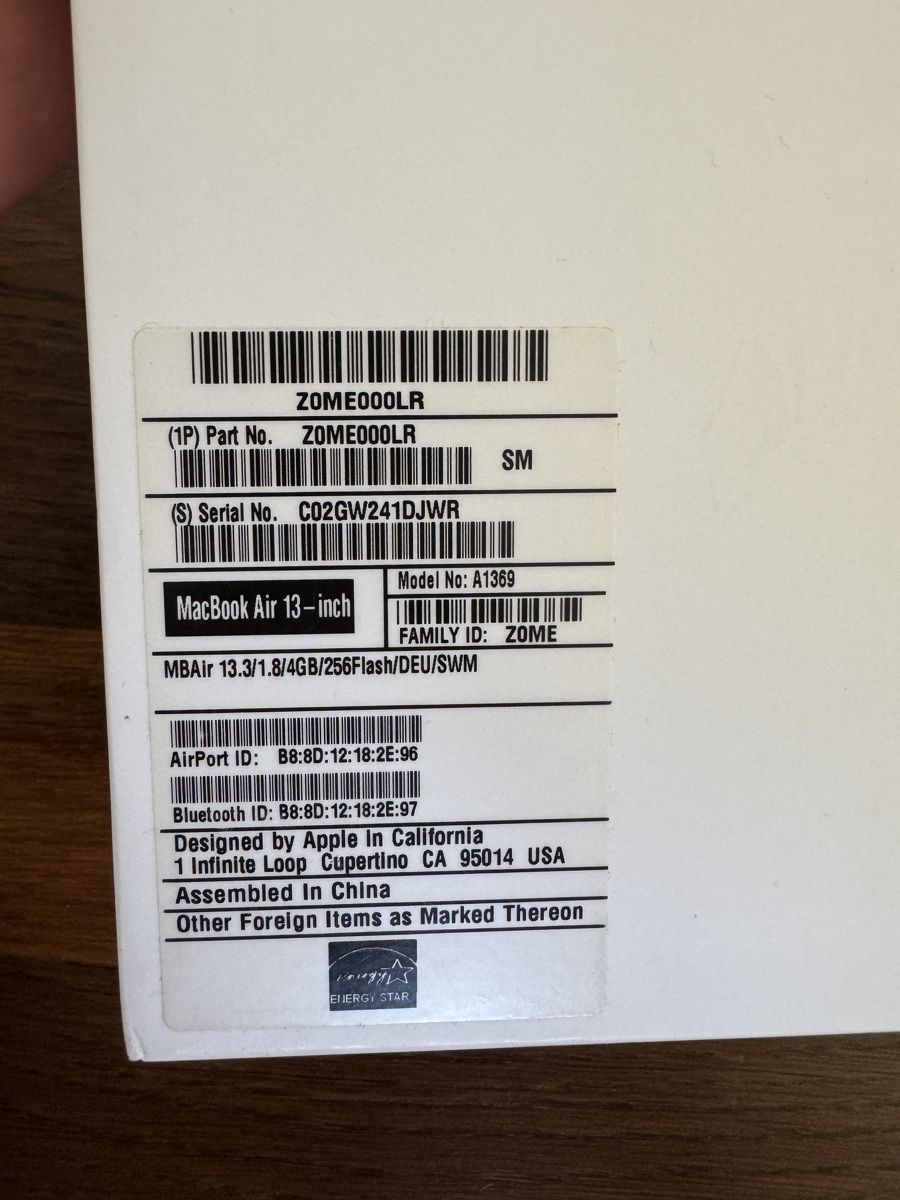 Z0ME000LR
(1P) Part No. Z0ME000LR
SM
(S) Serial No. C02GW241DJWR
MacBook Air 13-inch
Model No: A1369
FAMILY ID: Z0ME
MBAir 13.3/1.8/4GB/256Flash/DEU/SWM
AirPort ID: B8:8D:12:18:2E:96
Bluetooth ID: B8:8D:12:18:2E:97
Designed by Apple In California
1 Infinite Loop Cupertino CA 95014 USA
Assembled In China
Other Foreign Items as Marked Thereon
ENERGY STAR